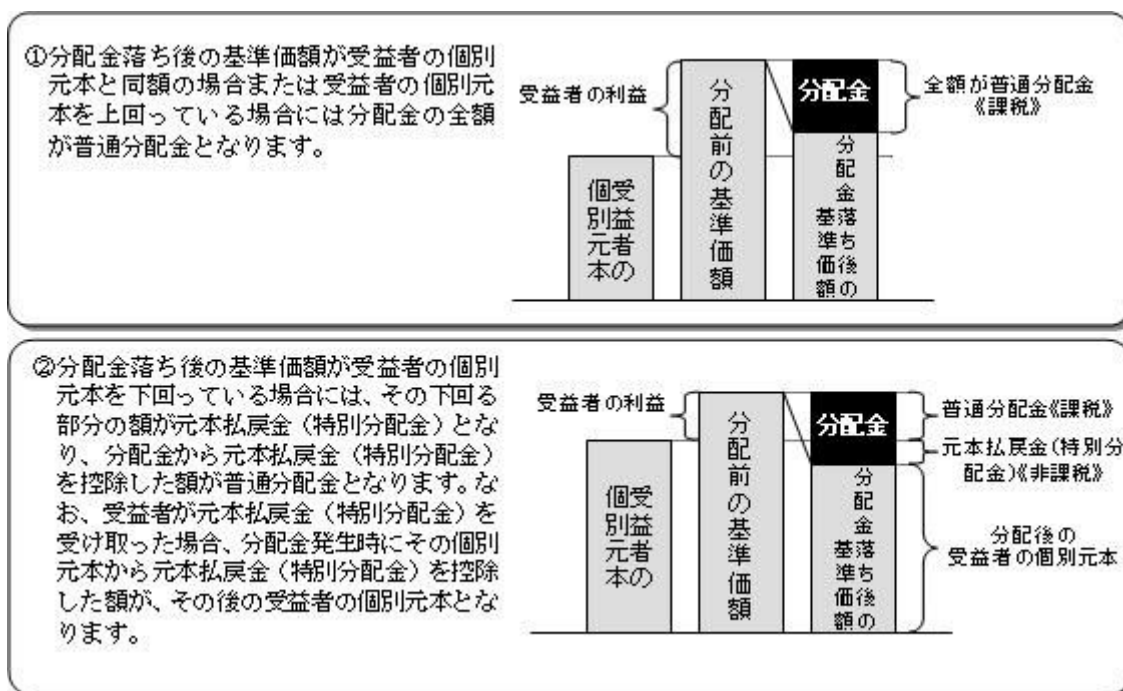 ①分配金落ち後の基準価額が受益者の個別
元本と同額の場合または受益者の個別元
本を上回っている場合には分配金の全額
が普通分配金となります。
受益者の利益
受益者の
個別元本
分配前の基準価額
分配金
分配金落ち後の
基準価額
全額が普通分配金
《課税》
②分配金落ち後の基準価額が受益者の個別
元本を下回っている場合には、その下回る
部分の額が元本払戻金（特別分配金）とな
り、分配金から元本払戻金（特別分配金）
を控除した額が普通分配金となります。な
お、受益者が元本払戻金（特別分配金）を
受け取った場合、分配金発生時にその個別
元本から元本払戻金（特別分配金）を控除
した額が、その後の受益者の個別元本とな
ります。
受益者の利益
受益者の
個別元本
分配前の基準価額
分配金
分配金落ち後の
基準価額
普通分配金《課税》
元本払戻金(特別分
配金)《非課税》
分配後の
受益者の個別元本